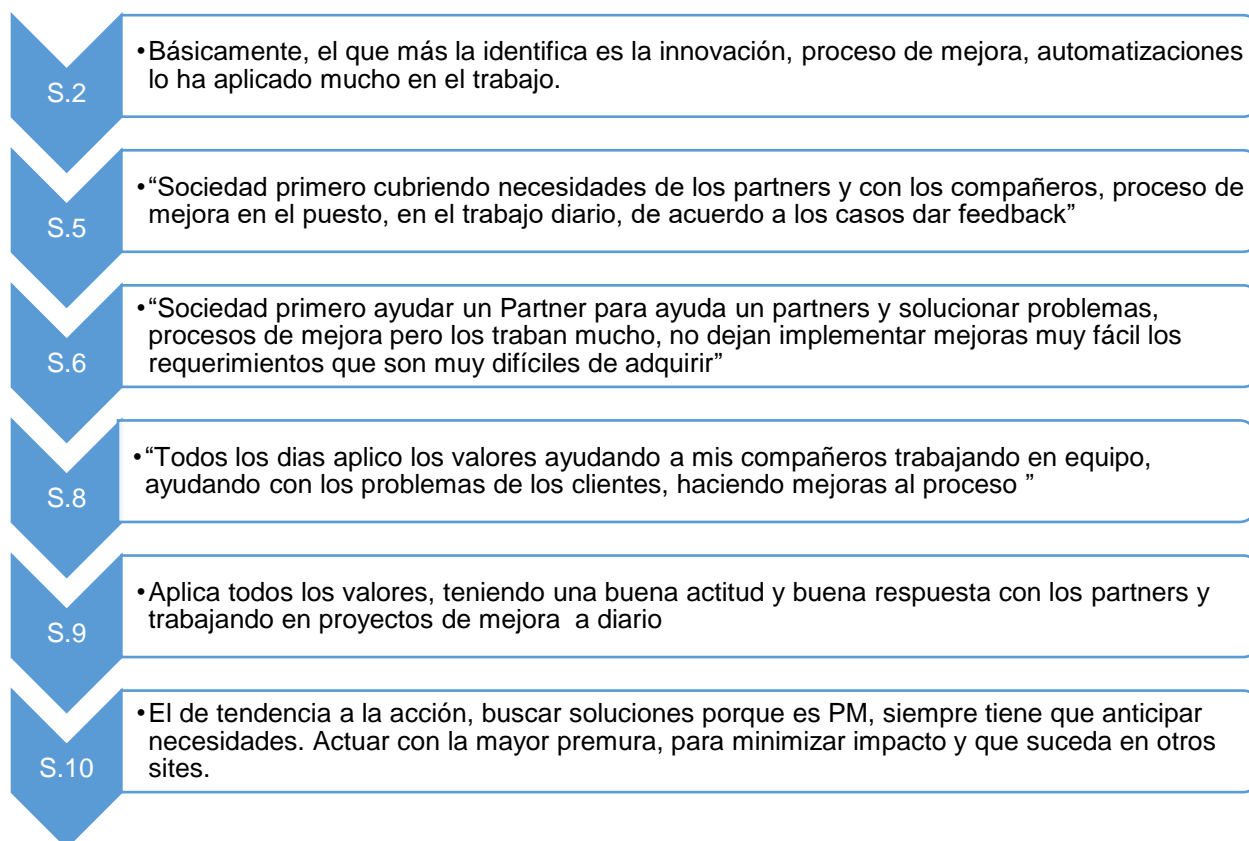 S.2
•Básicamente, el que más la identifica es la innovación, proceso de mejora, automatizaciones
lo ha aplicado mucho en el trabajo.
S.5
•“Sociedad primero cubriendo necesidades de los partners y con los compañeros, proceso de
mejora en el puesto, en el trabajo diario, de acuerdo a los casos dar feedback”
S.6
•“Sociedad primero ayudar un Partner para ayuda un partners y solucionar problemas,
procesos de mejora pero los traban mucho, no dejan implementar mejoras muy fácil los
requerimientos que son muy difíciles de adquirir”
S.8
•“Todos los dias aplico los valores ayudando a mis compañeros trabajando en equipo,
ayudando con los problemas de los clientes, haciendo mejoras al proceso ”
S.9
•Aplica todos los valores, teniendo una buena actitud y buena respuesta con los partners y
trabajando en proyectos de mejora  a diario
S.10
•El de tendencia a la acción, buscar soluciones porque es PM, siempre tiene que anticipar
necesidades. Actuar con la mayor premura, para minimizar impacto y que suceda en otros
sites.